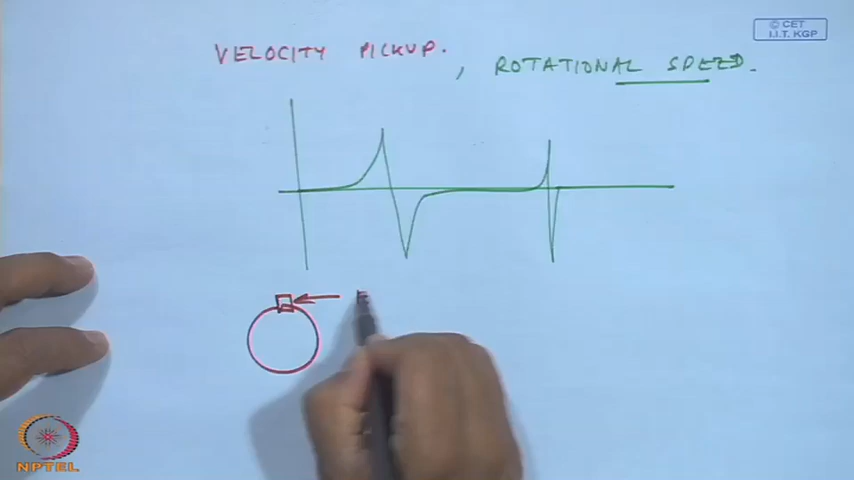 © CET
I.I.T. KGP
VELOCITY PICKUP.
, ROTATIONAL SPEED.
NPTEL